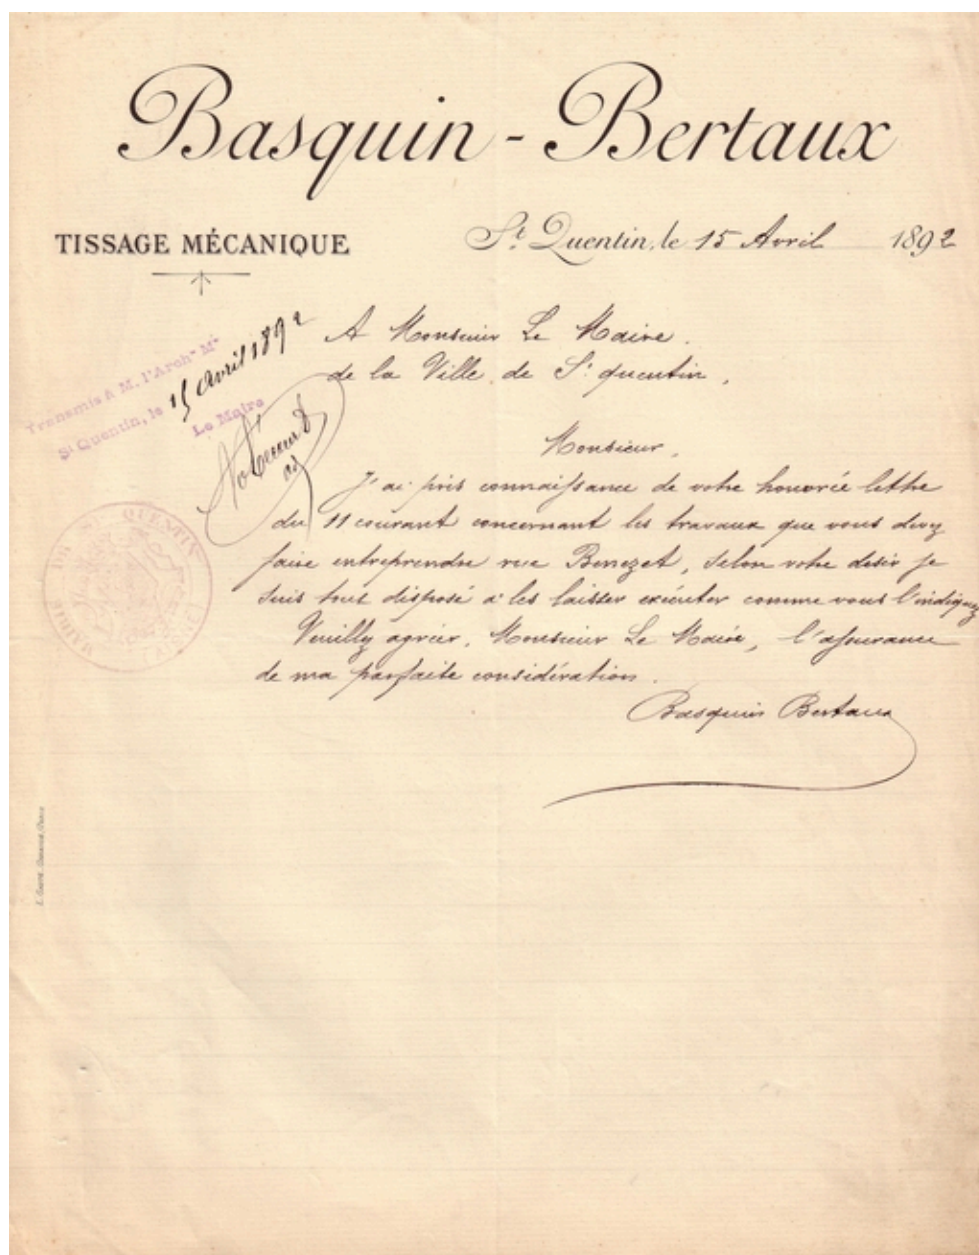 Basquin - Bertaux
TISSAGE MÉCANIQUE
St Quentin, le 15 Avril 1892
Transmis à M. l'Archte Mal
St Quentin, le 15 avril 1892
Le Maire
A Monsieur Le Maire
de la Ville de St quentin,
Monsieur,
J'ai pris connaissance de votre honorée lettre
du 11 courant concernant les travaux que vous devez
faire entreprendre rue Benezet, selon votre désir je
suis tout disposé à les laisser exécuter comme vous l'indiquez
Veuillez agréer, Monsieur Le Maire, l'assurance
de ma parfaite considération.
Basquin Bertaux
MAIRIE DE ST QUENTIN